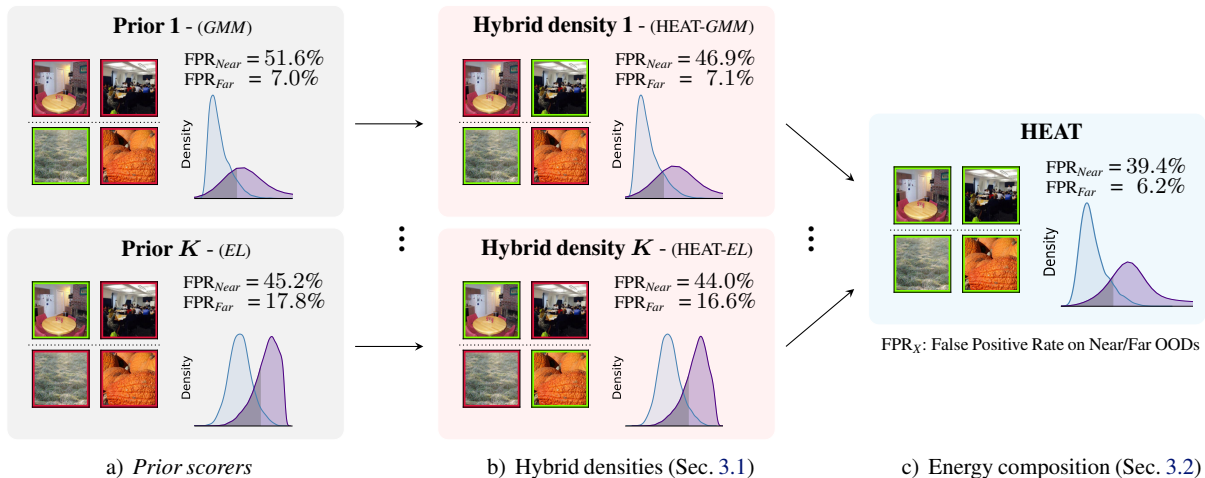 Prior 1 - (GMM)
FPR_Near = 51.6%
FPR_Far = 7.0%
Density
Prior K - (EL)
FPR_Near = 45.2%
FPR_Far = 17.8%
Density
a) Prior scorers
Hybrid density 1 - (HEAT-GMM)
FPR_Near = 46.9%
FPR_Far = 7.1%
Density
Hybrid density K - (HEAT-EL)
FPR_Near = 44.0%
FPR_Far = 16.6%
Density
b) Hybrid densities (Sec. 3.1)
HEAT
FPR_Near = 39.4%
FPR_Far = 6.2%
Density
FPR_X: False Positive Rate on Near/Far OODs
c) Energy composition (Sec. 3.2)